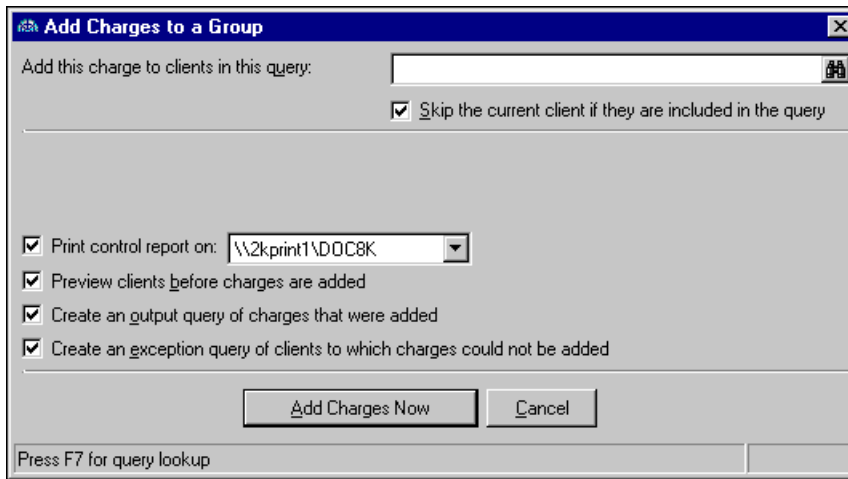 Add Charges to a Group
Add this charge to clients in this query:
Skip the current client if they are included in the query
Print control report on: \\2kprint1\DOC8K
Preview clients before charges are added
Create an output query of charges that were added
Create an exception query of clients to which charges could not be added
Add Charges Now Cancel
Press F7 for query lookup